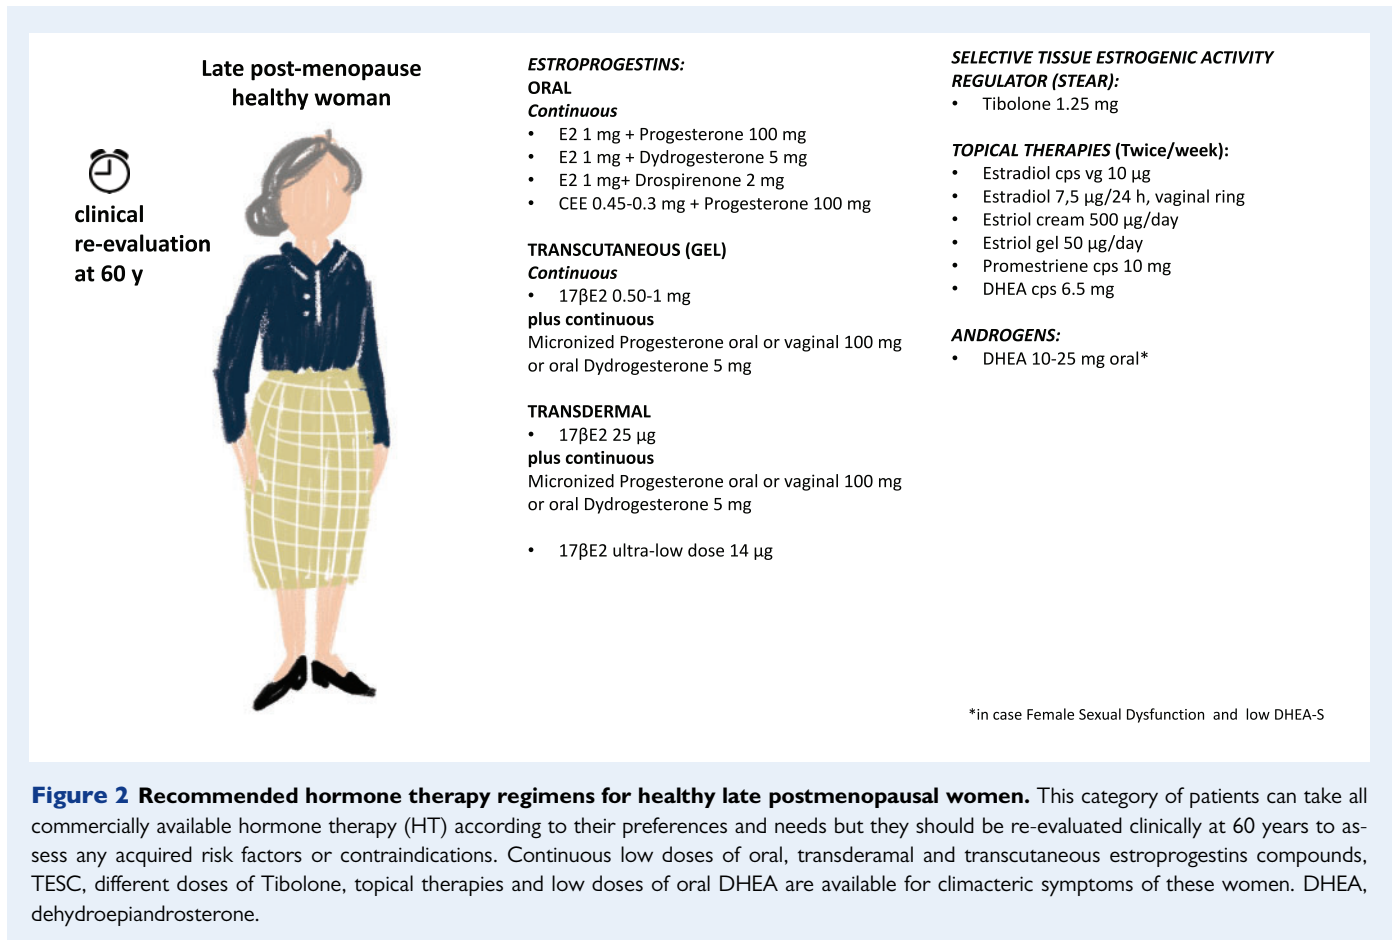 Late post-menopause
healthy woman
clinical
re-evaluation
at 60 y
ESTROPROGESTINS:
ORAL
Continuous
• E2 1 mg + Progesterone 100 mg
• E2 1 mg + Dydrogesterone 5 mg
• E2 1 mg+ Drospirenone 2 mg
• CEE 0.45-0.3 mg + Progesterone 100 mg
TRANSCUTANEOUS (GEL)
Continuous
• 17βE2 0.50-1 mg
plus continuous
Micronized Progesterone oral or vaginal 100 mg
or oral Dydrogesterone 5 mg
TRANSDERMAL
• 17βE2 25 µg
plus continuous
Micronized Progesterone oral or vaginal 100 mg
or oral Dydrogesterone 5 mg
• 17βE2 ultra-low dose 14 µg
SELECTIVE TISSUE ESTROGENIC ACTIVITY
REGULATOR (STEAR):
• Tibolone 1.25 mg
TOPICAL THERAPIES (Twice/week):
• Estradiol cps vg 10 µg
• Estradiol 7,5 µg/24 h, vaginal ring
• Estriol cream 500 µg/day
• Estriol gel 50 µg/day
• Promestriene cps 10 mg
• DHEA cps 6.5 mg
ANDROGENS:
• DHEA 10-25 mg oral*
*in case Female Sexual Dysfunction and low DHEA-S
Figure 2 Recommended hormone therapy regimens for healthy late postmenopausal women. This category of patients can take all
commercially available hormone therapy (HT) according to their preferences and needs but they should be re-evaluated clinically at 60 years to as-
sess any acquired risk factors or contraindications. Continuous low doses of oral, transderamal and transcutaneous estroprogestins compounds,
TESC, different doses of Tibolone, topical therapies and low doses of oral DHEA are available for climacteric symptoms of these women. DHEA,
dehydroepiandrosterone.